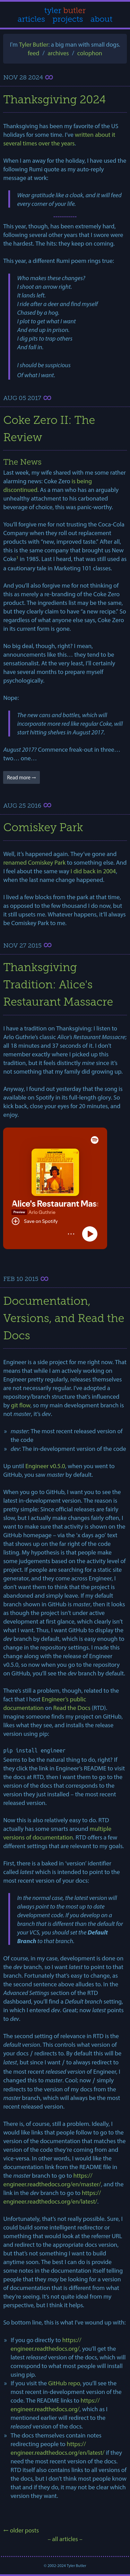 tyler butler
articles projects about
I'm Tyler Butler: a big man with small dogs.
feed / archives / colophon
NOV 28 2024 ∞
Thanksgiving 2024
Thanksgiving has been my favorite of the US
holidays for some time. I've written about it
several times over the years.
When I am away for the holiday, I have used the
following Rumi quote as my auto-reply
message at work:
Wear gratitude like a cloak, and it will feed
every corner of your life.
This year, though, has been extremely hard,
following several other years that I swore were
the hardest. The hits: they keep on coming.
This year, a different Rumi poem rings true:
Who makes these changes?
I shoot an arrow right.
It lands left.
I ride after a deer and find myself
Chased by a hog.
I plot to get what I want
And end up in prison.
I dig pits to trap others
And fall in.
I should be suspicious
Of what I want.
AUG 05 2017 ∞
Coke Zero II: The
Review
The News
Last week, my wife shared with me some rather
alarming news: Coke Zero is being
discontinued. As a man who has an arguably
unhealthy attachment to his carbonated
beverage of choice, this was panic-worthy.
You'll forgive me for not trusting the Coca-Cola
Company when they roll out replacement
products with "new, improved taste." After all,
this is the same company that brought us New
Coke¹ in 1985. Last I heard, that was still used as
a cautionary tale in Marketing 101 classes.
And you'll also forgive me for not thinking of
this as merely a re-branding of the Coke Zero
product. The ingredients list may be the same,
but they clearly claim to have "a new recipe." So
regardless of what anyone else says, Coke Zero
in its current form is gone.
No big deal, though, right? I mean,
announcements like this… they tend to be
sensationalist. At the very least, I'll certainly
have several months to prepare myself
psychologically.
Nope:
The new cans and bottles, which will
incorporate more red like regular Coke, will
start hitting shelves in August 2017.
August 2017? Commence freak-out in three…
two… one…
Read more →
AUG 25 2016 ∞
Comiskey Park
Well, it's happened again. They've gone and
renamed Comiskey Park to something else. And
I feel about the same way I did back in 2004,
when the last name change happened.
I lived a few blocks from the park at that time,
as opposed to the few thousand I do now, but
it still upsets me. Whatever happens, it'll always
be Comiskey Park to me.
NOV 27 2015 ∞
Thanksgiving
Tradition: Alice's
Restaurant Massacre
I have a tradition on Thanksgiving: I listen to
Arlo Guthrie's classic Alice's Restaurant Massacre;
all 18 minutes and 37 seconds of it. I don't
remember exactly where I picked up this
tradition, but it feels distinctly mine since it's
not something that my family did growing up.
Anyway, I found out yesterday that the song is
available on Spotify in its full-length glory. So
kick back, close your eyes for 20 minutes, and
enjoy.
Alice's Restaurant Mas
Preview Arlo Guthrie
Save on Spotify
FEB 10 2015 ∞
Documentation,
Versions, and Read the
Docs
Engineer is a side project for me right now. That
means that while I am actively working on
Engineer pretty regularly, releases themselves
are not necessarily regular. I've adopted a
repository/branch structure that's influenced
by git flow, so my main development branch is
not master, it's dev.
master: The most recent released version of
the code
dev: The in-development version of the code
Up until Engineer v0.5.0, when you went to
GitHub, you saw master by default.
When you go to GitHub, I want you to see the
latest in-development version. The reason is
pretty simple: Since official releases are fairly
slow, but I actually make changes fairly often, I
want to make sure that activity is shown on the
GitHub homepage – via the 'x days ago' text
that shows up on the far right of the code
listing. My hypothesis is that people make
some judgements based on the activity level of
project. If people are searching for a static site
generator, and they come across Engineer, I
don't want them to think that the project is
abandoned and simply leave. If my default
branch shown in GitHub is master, then it looks
as though the project isn't under active
development at first glance, which clearly isn't
what I want. Thus, I want GitHub to display the
dev branch by default, which is easy enough to
change in the repository settings. I made this
change alongside the release of Engineer
v0.5.0, so now when you go to the repository
on GitHub, you'll see the dev branch by default.
There's still a problem, though, related to the
fact that I host Engineer's public
documentation on Read the Docs (RTD).
Imagine someone finds my project on GitHub,
likes what they see, and installs the release
version using pip:
pip install engineer
Seems to be the natural thing to do, right? If
they click the link in Engineer's README to visit
the docs at RTD, then I want them to go to the
version of the docs that corresponds to the
version they just installed – the most recent
released version.
Now this is also relatively easy to do. RTD
actually has some smarts around multiple
versions of documentation. RTD offers a few
different settings that are relevant to my goal.
First, there is a baked-in 'version' identifier
called latest which is intended to point to the
most recent version of your docs:
In the normal case, the latest version will
always point to the most up to date
development code. If you develop on a
branch that is different than the default for
your VCS, you should set the Default
Branch to that branch.
Of course, in my case, development is done on
the dev branch, so I want latest to point to that
branch. Fortunately that's easy to change, as
the second sentence above alludes to. In the
Advanced Settings section of the RTD
dashboard, you'll find a Default branch setting,
in which I entered dev. Great; now latest points
to dev.
The second setting of relevance in RTD is the
default version. This controls what version of
your docs / redirects to. By default this will be
latest, but since I want / to always redirect to
the most recent released version of Engineer, I
changed this to master. Cool; now / simply
redirects to the version of my docs from the
master branch, which will always be the most
recent released version.
There is, of course, still a problem. Ideally, I
would like links that people follow to go to the
version of the documentation that matches the
version of the code they're coming from and
vice-versa. In other words, I would like the
documentation link from the README file in
the master branch to go to https://
engineer.readthedocs.org/en/master/, and the
link in the dev branch to go to https://
engineer.readthedocs.org/en/latest/.
Unfortunately, that's not really possible. Sure, I
could build some intelligent redirector or
something that would look at the referrer URL
and redirect to the appropriate docs version,
but that's not something I want to build
anytime soon. The best I can do is provide
some notes in the documentation that help
people if they are looking for a version of
documentation that is different from what
they're seeing. It's not quite ideal from my
perspective, but I think it helps.
So bottom line, this is what I've wound up with:
If you go directly to https://
engineer.readthedocs.org/, you'll get the
latest released version of the docs, which will
correspond to what most people will install
using pip.
If you visit the GitHub repo, you'll see the
most recent in-development version of the
code. The README links to https://
engineer.readthedocs.org/, which as I
mentioned earlier will redirect to the
released version of the docs.
The docs themselves contain notes
redirecting people to https://
engineer.readthedocs.org/en/latest/ if they
need the most recent version of the docs.
RTD itself also contains links to all versions of
the docs, but I don't think most people know
that and if they do, it may not be clear which
version they want.
← older posts
– all articles –
© 2002-2024 Tyler Butler